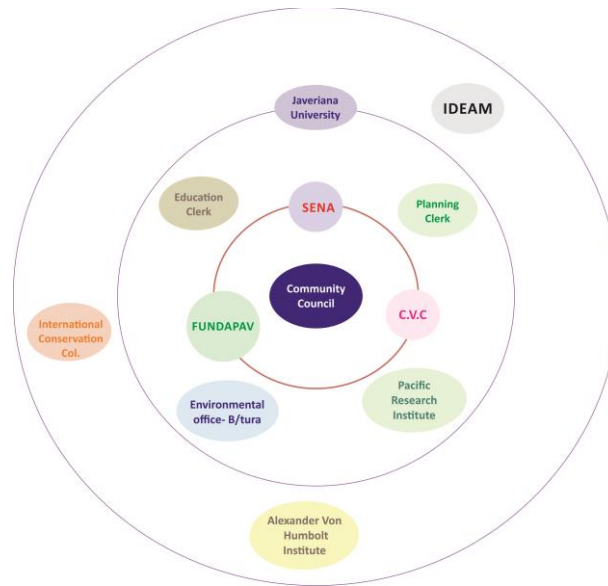 Javeriana
University
IDEAM
Education
Clerk
SENA
Planning
Clerk
Community
Council
International
Conservation
Col.
FUNDAPAV
C.V.C
Environmental
office- B/tura
Pacific
Research
Institute
Alexander Von
Humbolt
Institute